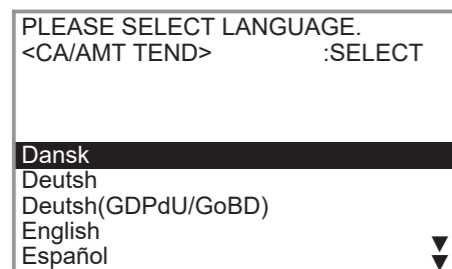 PLEASE SELECT LANGUAGE.
<CA/AMT TEND> :SELECT
Dansk
Deutsh
Deutsh(GDPdU/GoBD)
English
Español